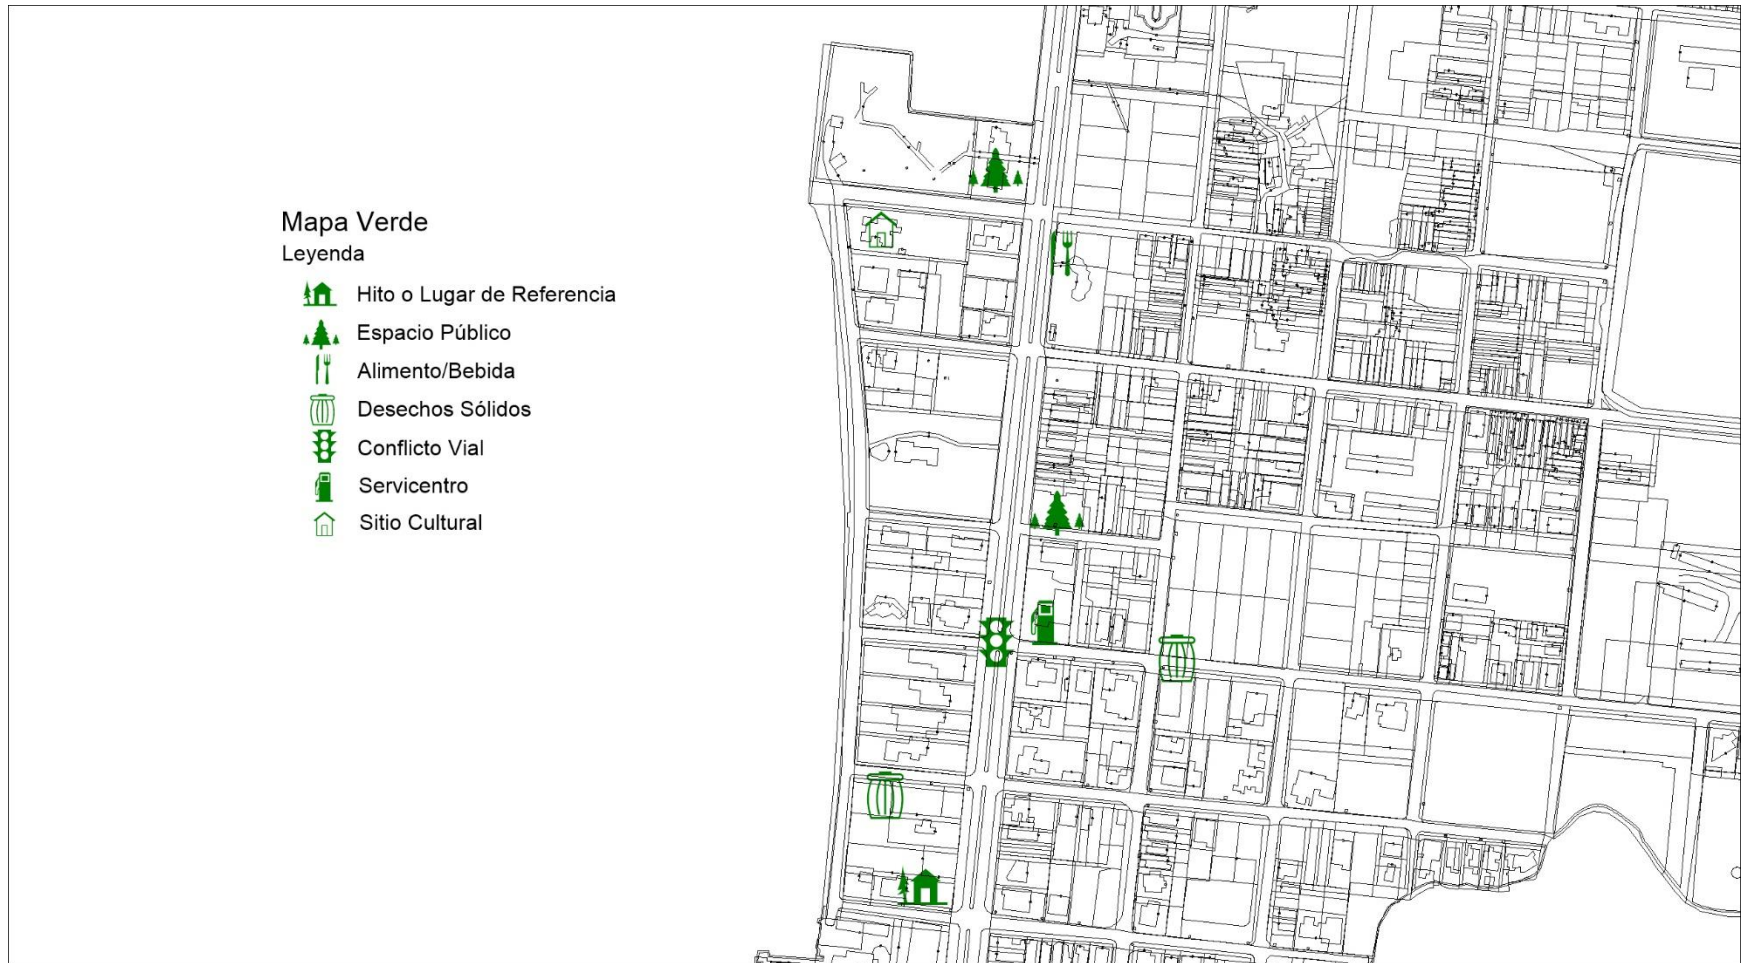 Mapa Verde
Leyenda
Hito o Lugar de Referencia
Espacio Público
Alimento/Bebida
Desechos Sólidos
Conflicto Vial
Servicentro
Sitio Cultural